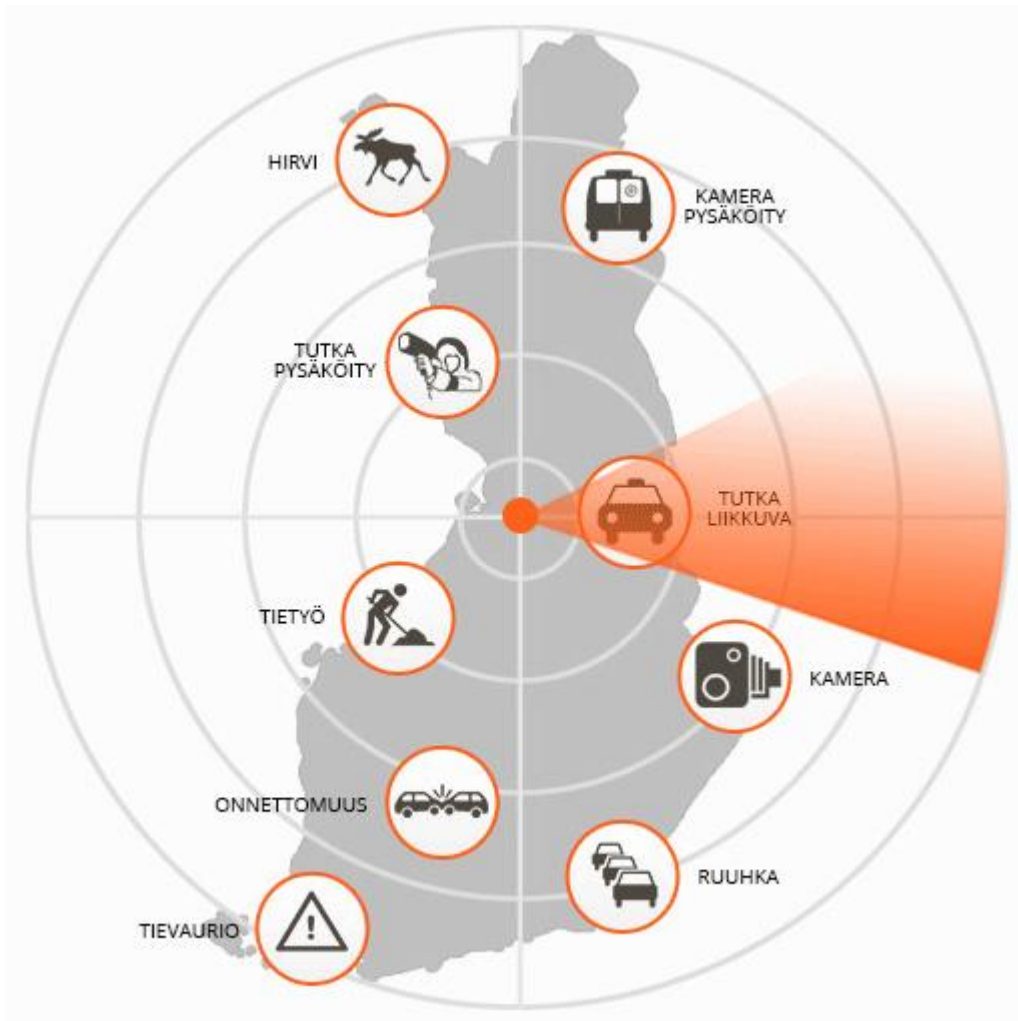 HIRVI
KAMERA
PYSÄKÖITY
TUTKA
PYSÄKÖITY
TUTKA
LIIKKUVA
TIETYÖ
KAMERA
ONNETTOMUUS
RUUHKA
TIEVAURIO